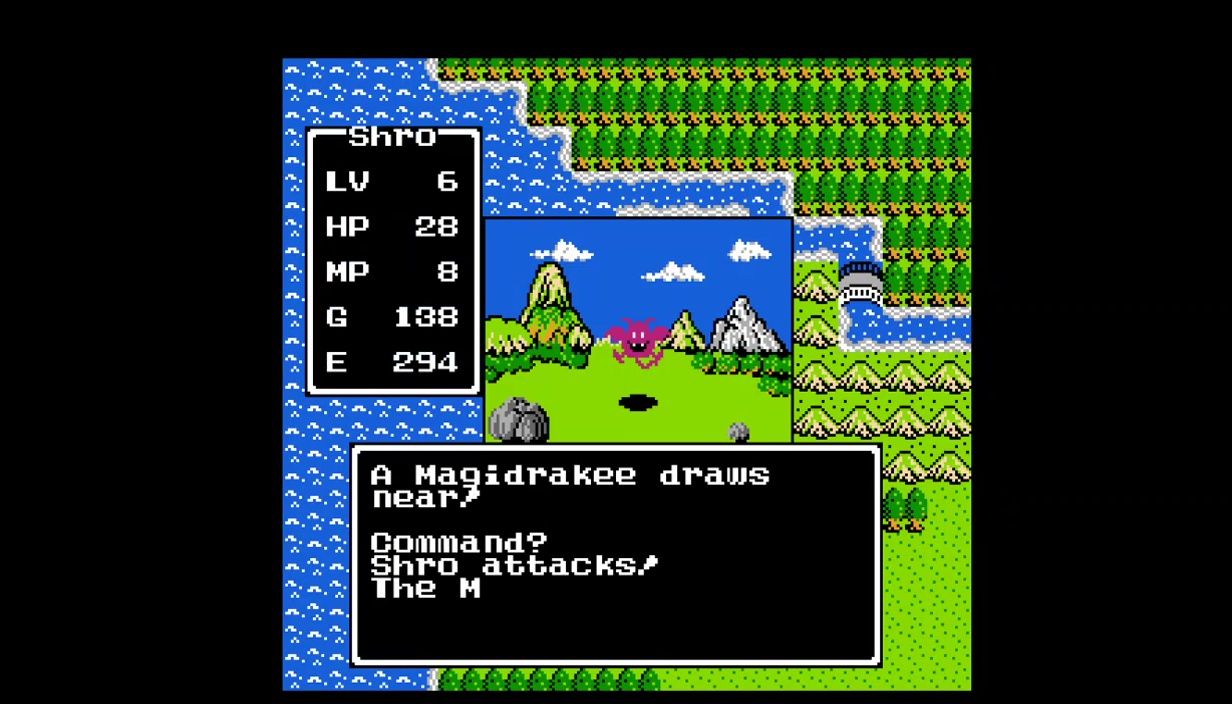 Shro
LV 6
HP 28
MP 8
G 138
E 294
A Magidrakee draws
near!
Command?
Shro attacks!
The M